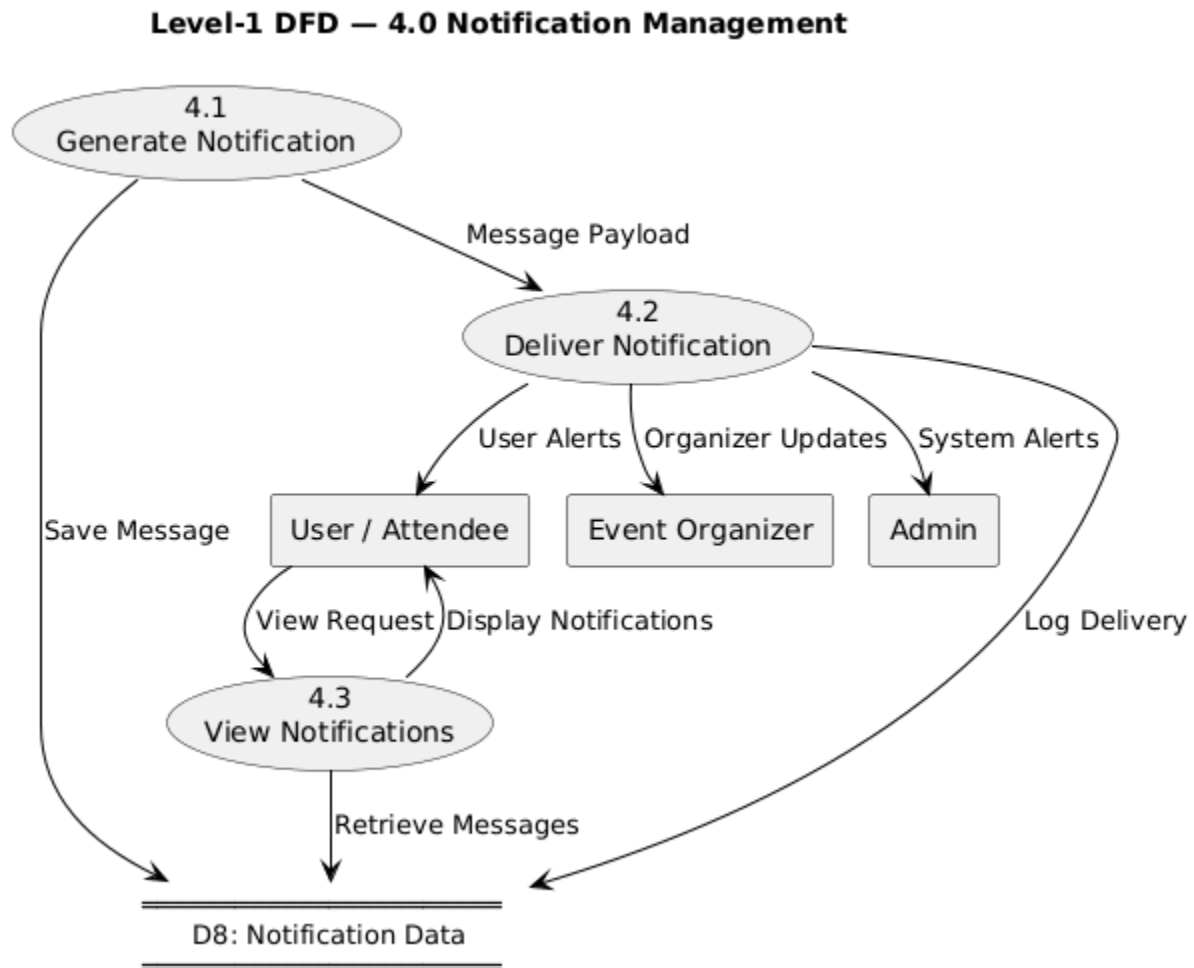 Level-1 DFD — 4.0 Notification Management
4.1
Generate Notification
Message Payload
4.2
Deliver Notification
User Alerts
Organizer Updates
System Alerts
Save Message
User / Attendee
Event Organizer
Admin
View Request
Display Notifications
Log Delivery
4.3
View Notifications
Retrieve Messages
D8: Notification Data